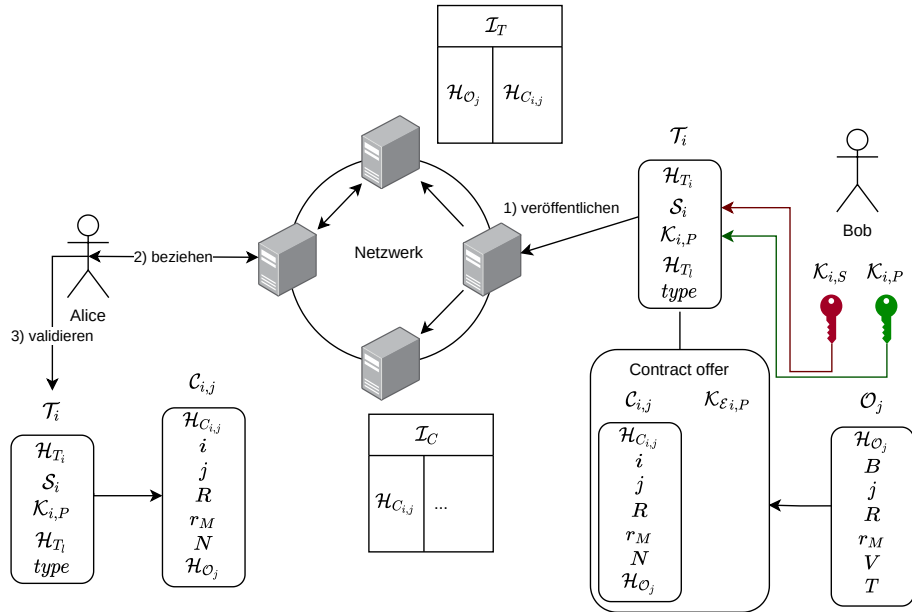 𝓘_T
𝓗_{𝒪_j} 𝓗_{C_{i,j}}
𝒯_i
Bob
𝓗_{T_i}
𝒮_i
𝒦_{i,P}
𝓗_{T_l}
type
1) veröffentlichen
𝒦_{i,S} 𝒦_{i,P}
Netzwerk
2) beziehen
Alice
3) validieren
𝒯_i
𝓗_{T_i}
𝒮_i
𝒦_{i,P}
𝓗_{T_l}
type
𝒞_{i,j}
𝓗_{C_{i,j}}
i
j
R
r_M
N
𝓗_{𝒪_j}
𝓘_C
𝓗_{C_{i,j}} ...
Contract offer
𝒞_{i,j} 𝒦_{ℰ i,P}
𝓗_{C_{i,j}}
i
j
R
r_M
N
𝓗_{𝒪_j}
𝒪_j
𝓗_{𝒪_j}
B
j
R
r_M
V
T